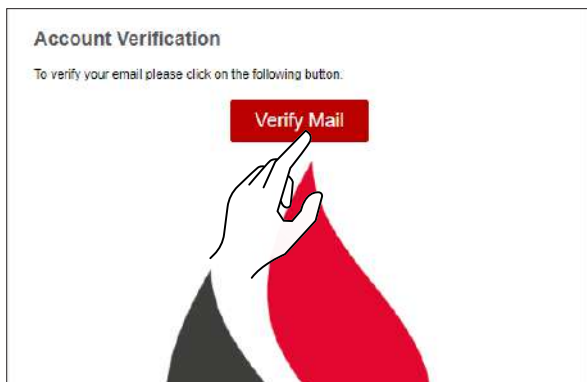 Account Verification
To verify your email please click on the following button.
Verify Mail